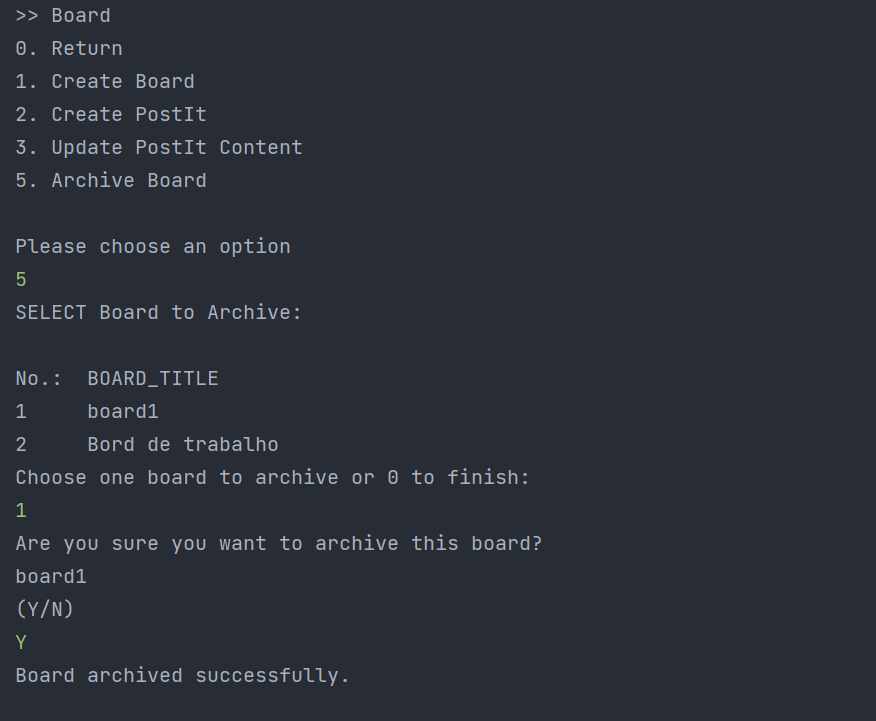 >> Board
0. Return
1. Create Board
2. Create PostIt
3. Update PostIt Content
5. Archive Board
Please choose an option
5
SELECT Board to Archive:
No.:  BOARD_TITLE
1     board1
2     Bord de trabalho
Choose one board to archive or 0 to finish:
1
Are you sure you want to archive this board?
board1
(Y/N)
Y
Board archived successfully.